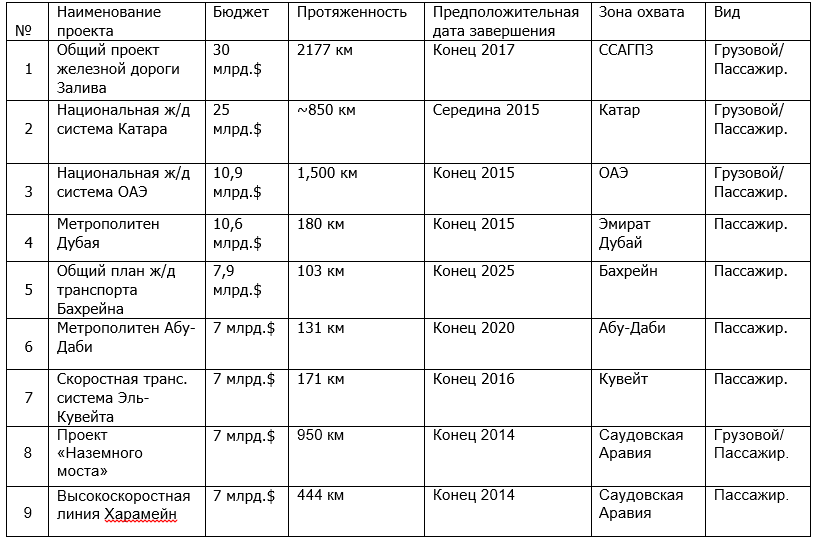 № Наименование проекта Бюджет Протяженность Предположительная дата завершения Зона охвата Вид
1 Общий проект железной дороги Залива 30 млрд.$ 2177 км Конец 2017 ССАГПЗ Грузовой/ Пассажир.
2 Национальная ж/д система Катара 25 млрд.$ ~850 км Середина 2015 Катар Грузовой/ Пассажир.
3 Национальная ж/д система ОАЭ 10,9 млрд.$ 1,500 км Конец 2015 ОАЭ Грузовой/ Пассажир.
4 Метрополитен Дубая 10,6 млрд.$ 180 км Конец 2015 Эмират Дубай Пассажир.
5 Общий план ж/д транспорта Бахрейна 7,9 млрд.$ 103 км Конец 2025 Бахрейн Пассажир.
6 Метрополитен Абу-Даби 7 млрд.$ 131 км Конец 2020 Абу-Даби Пассажир.
7 Скоростная транс. система Эль-Кувейта 7 млрд.$ 171 км Конец 2016 Кувейт Пассажир.
8 Проект «Наземного моста» 7 млрд.$ 950 км Конец 2014 Саудовская Аравия Грузовой/ Пассажир.
9 Высокоскоростная линия Харамейн 7 млрд.$ 444 км Конец 2014 Саудовская Аравия Пассажир.